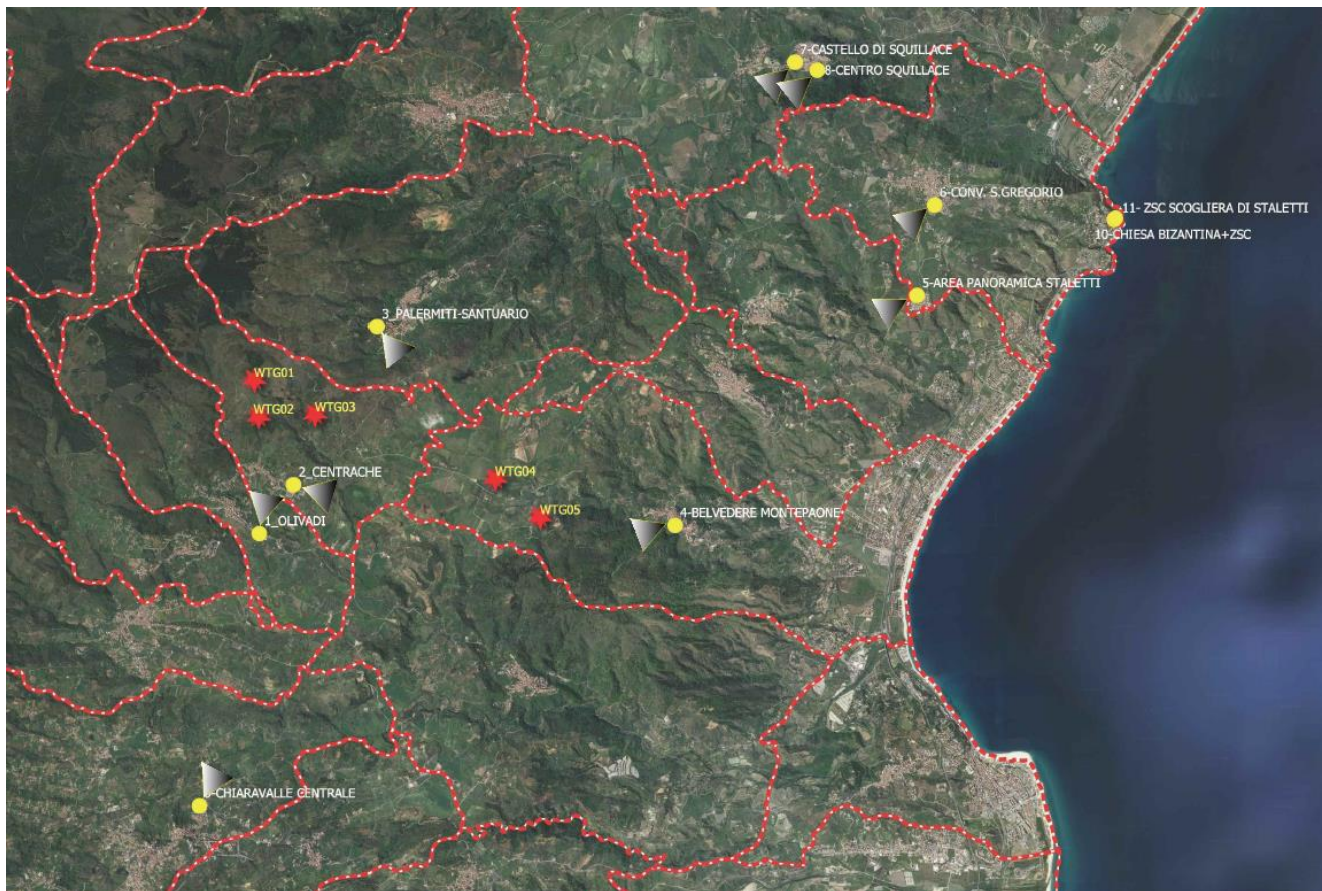 7-CASTELLO DI SQUILLACE
8-CENTRO SQUILLACE
6-CONV. S.GREGORIO
11- ZSC SCOGLIERA DI STALETTI
10-CHIESA BIZANTINA+ZSC
5-AREA PANORAMICA STALETTI
3_PALERMITI-SANTUARIO
WTG01
WTG02
WTG03
2_CENTRACHE
WTG04
WTG05
4-BELVEDERE MONTEPAONE
1_OLIVADI
-CHIARAVALLE CENTRALE